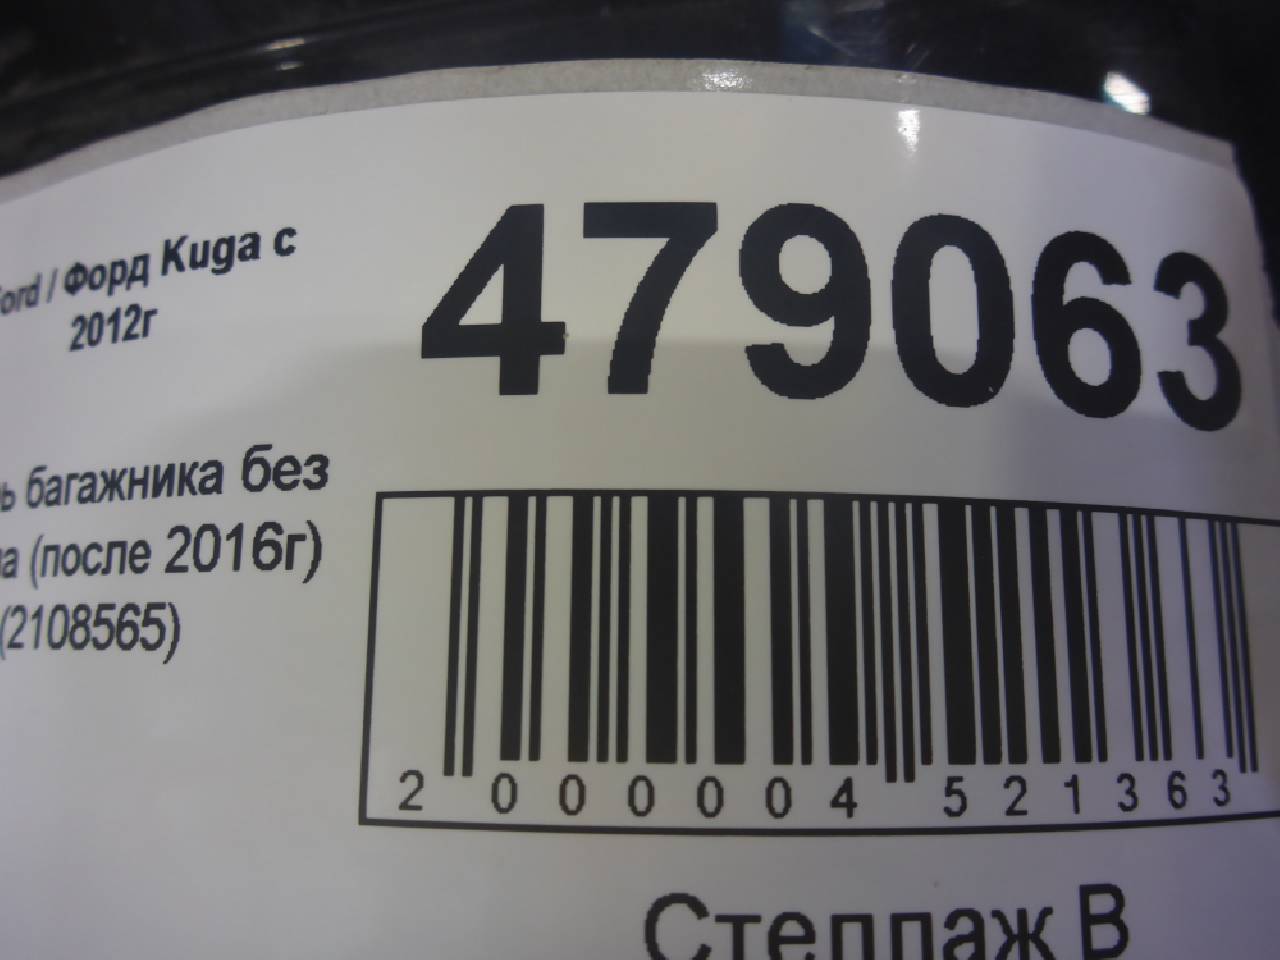 479063
ord / Форд Kuga с
2012г
ь багажника без
а (после 2016г)
(2108565)
2 000004 521363
Стеллаж В